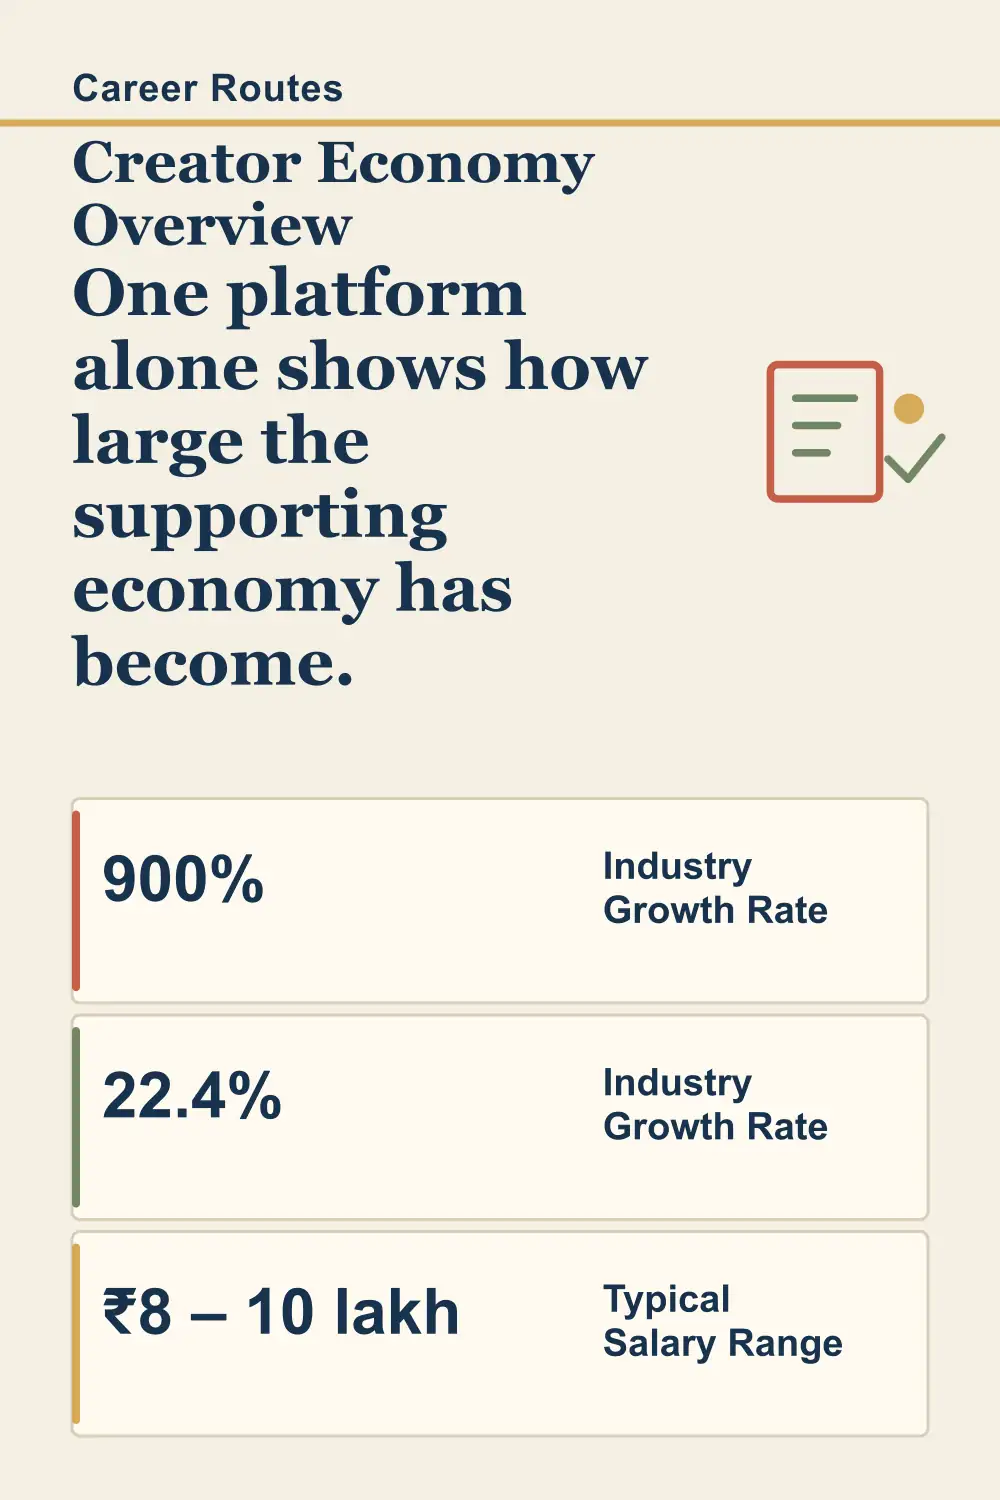 Career Routes
Creator Economy
Overview
One platform
alone shows how
large the
supporting
economy has
become.
900%
Industry
Growth Rate
22.4%
Industry
Growth Rate
₹8 – 10 lakh
Typical
Salary Range